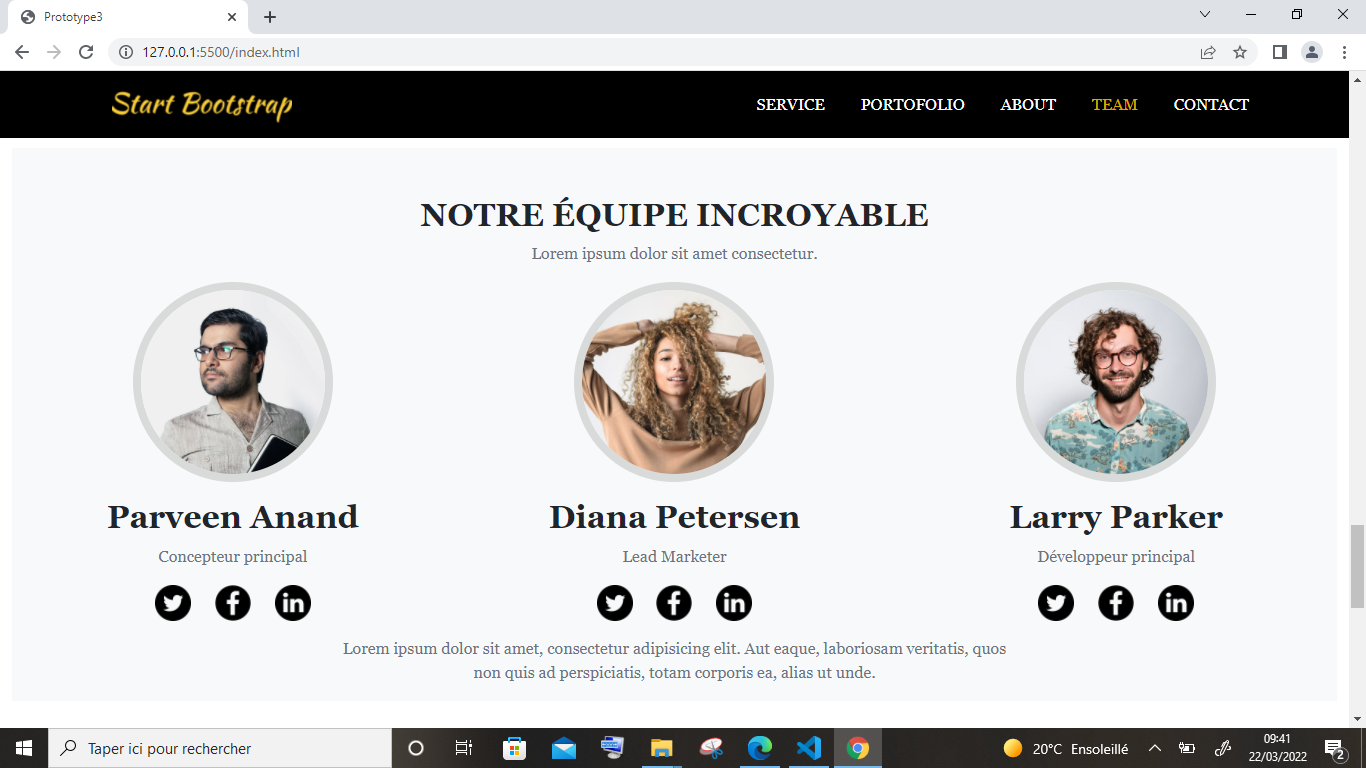 Prototype3
127.0.0.1:5500/index.html
Start Bootstrap
SERVICE PORTOFOLIO ABOUT TEAM CONTACT
NOTRE ÉQUIPE INCROYABLE
Lorem ipsum dolor sit amet consectetur.
Parveen Anand
Concepteur principal
Diana Petersen
Lead Marketer
Larry Parker
Développeur principal
Lorem ipsum dolor sit amet, consectetur adipisicing elit. Aut eaque, laboriosam veritatis, quos
non quis ad perspiciatis, totam corporis ea, alias ut unde.
Taper ici pour rechercher
20°C Ensoleillé
09:41
22/03/2022
2